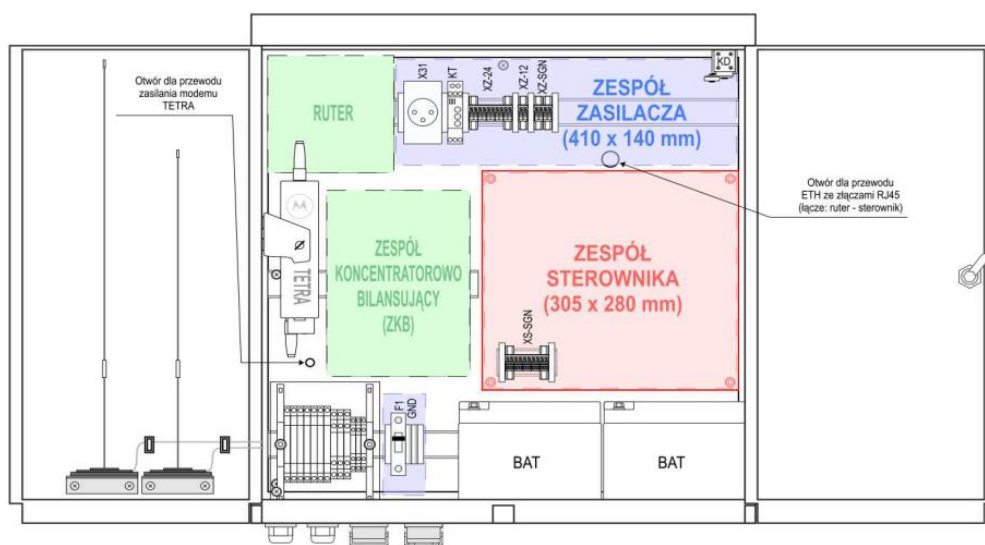 Otwór dla przewodu
zasilania modemu
TETRA
RUTER
X31
KT
XZ-24
XZ-12
XZ-SGN
KD
ZESPÓŁ
ZASILACZA
(410 x 140 mm)
Otwór dla przewodu
ETH ze złączami RJ45
(łącze: ruter - sterownik)
TETRA
ZESPÓŁ
KONCENTRATOROWO
BILANSUJĄCY
(ZKB)
ZESPÓŁ
STEROWNIKA
(305 x 280 mm)
XS-SGN
F1
GND
BAT
BAT